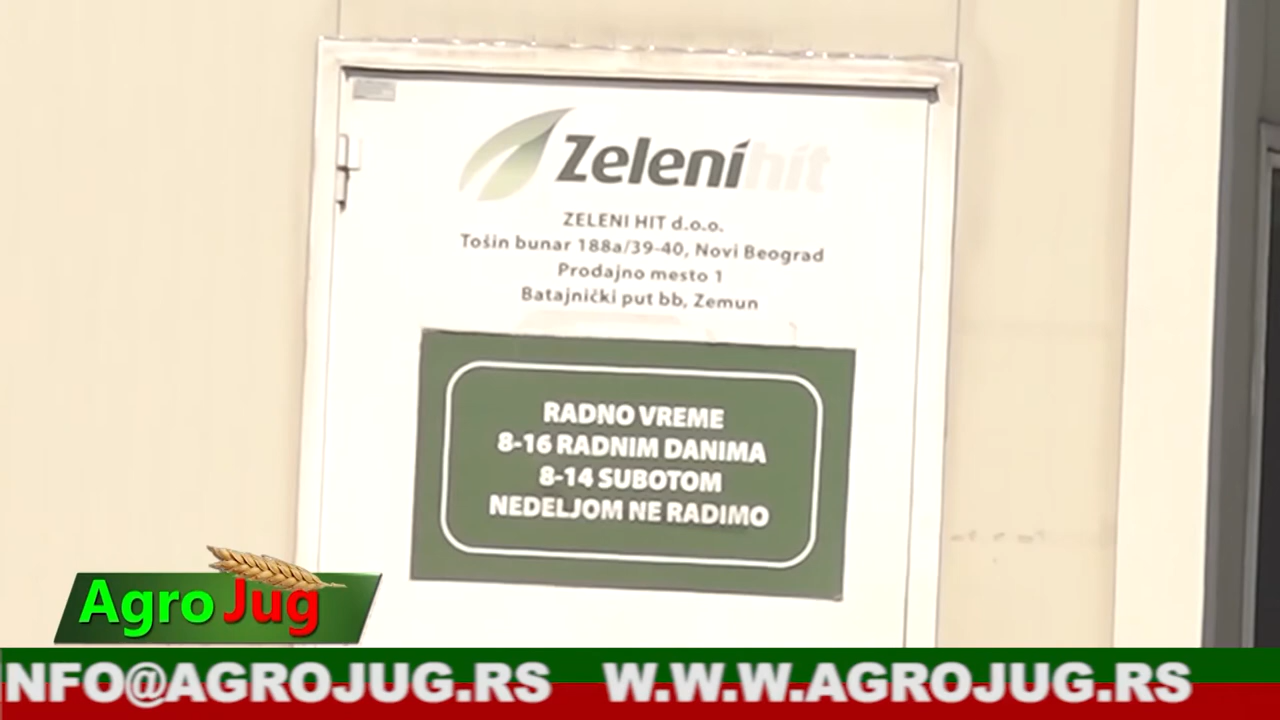 Zelenihit
ZELENI HIT d.o.o.
Tošin bunar 188a/39-40, Novi Beograd
Prodajno mesto 1
Batajnički put bb, Zemun
RADNO VREME
8-16 RADNIM DANIMA
8-14 SUBOTOM
NEDELJOM NE RADIMO
Agro Jug
NFO@AGROJUG.RS W.W.W.AGROJUG.RS